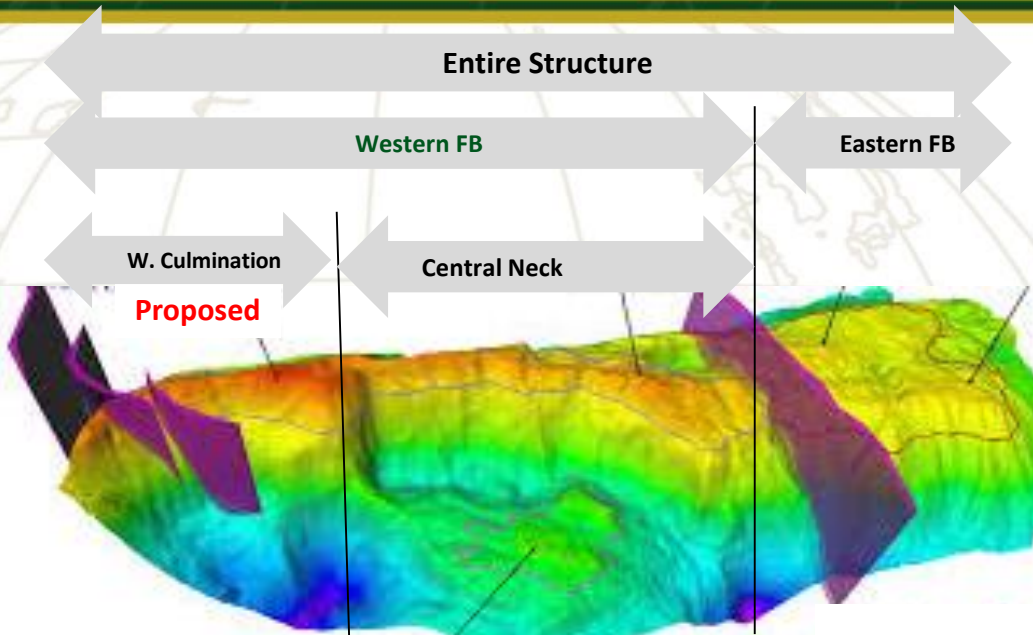 Entire Structure
Western FB
Eastern FB
W. Culmination
Central Neck
Proposed